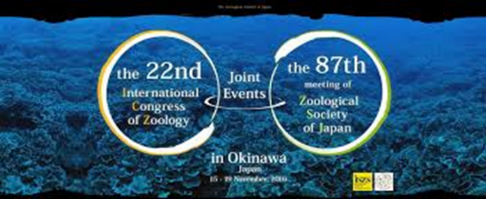 the 22nd
International
Congress
of Zoology
Joint
Events
the 87th
meeting of
Zoological
Society
of Japan
in Okinawa
Japan